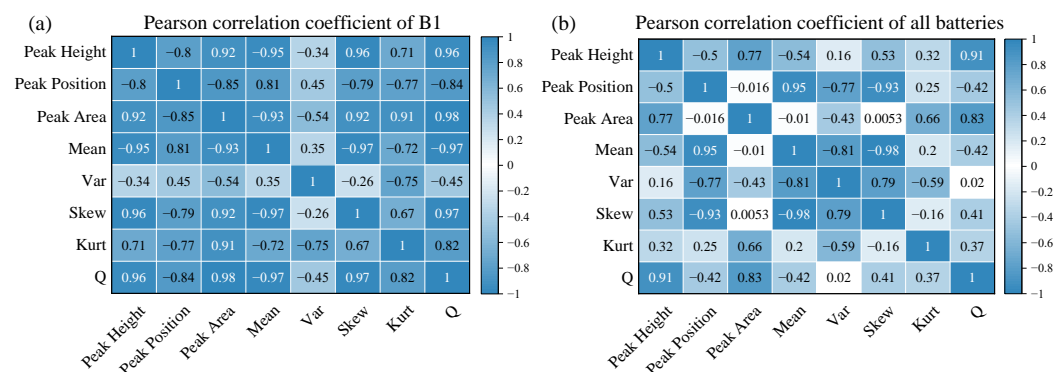 (a) Pearson correlation coefficient of B1
Peak Height 1 −0.8 0.92 −0.95 −0.34 0.96 0.71 0.96
Peak Position −0.8 1 −0.85 0.81 0.45 −0.79 −0.77 −0.84
Peak Area 0.92 −0.85 1 −0.93 −0.54 0.92 0.91 0.98
Mean −0.95 0.81 −0.93 1 0.35 −0.97 −0.72 −0.97
Var −0.34 0.45 −0.54 0.35 1 −0.26 −0.75 −0.45
Skew 0.96 −0.79 0.92 −0.97 −0.26 1 0.67 0.97
Kurt 0.71 −0.77 0.91 −0.72 −0.75 0.67 1 0.82
Q 0.96 −0.84 0.98 −0.97 −0.45 0.97 0.82 1
Peak Height Peak Position Peak Area Mean Var Skew Kurt Q
1
0.8
0.6
0.4
0.2
0
−0.2
−0.4
−0.6
−0.8
−1
(b) Pearson correlation coefficient of all batteries
Peak Height 1 −0.5 0.77 −0.54 0.16 0.53 0.32 0.91
Peak Position −0.5 1 −0.016 0.95 −0.77 −0.93 0.25 −0.42
Peak Area 0.77 −0.016 1 −0.01 −0.43 0.0053 0.66 0.83
Mean −0.54 0.95 −0.01 1 −0.81 −0.98 0.2 −0.42
Var 0.16 −0.77 −0.43 −0.81 1 0.79 −0.59 0.02
Skew 0.53 −0.93 0.0053 −0.98 0.79 1 −0.16 0.41
Kurt 0.32 0.25 0.66 0.2 −0.59 −0.16 1 0.37
Q 0.91 −0.42 0.83 −0.42 0.02 0.41 0.37 1
Peak Height Peak Position Peak Area Mean Var Skew Kurt Q
1
0.8
0.6
0.4
0.2
0
−0.2
−0.4
−0.6
−0.8
−1